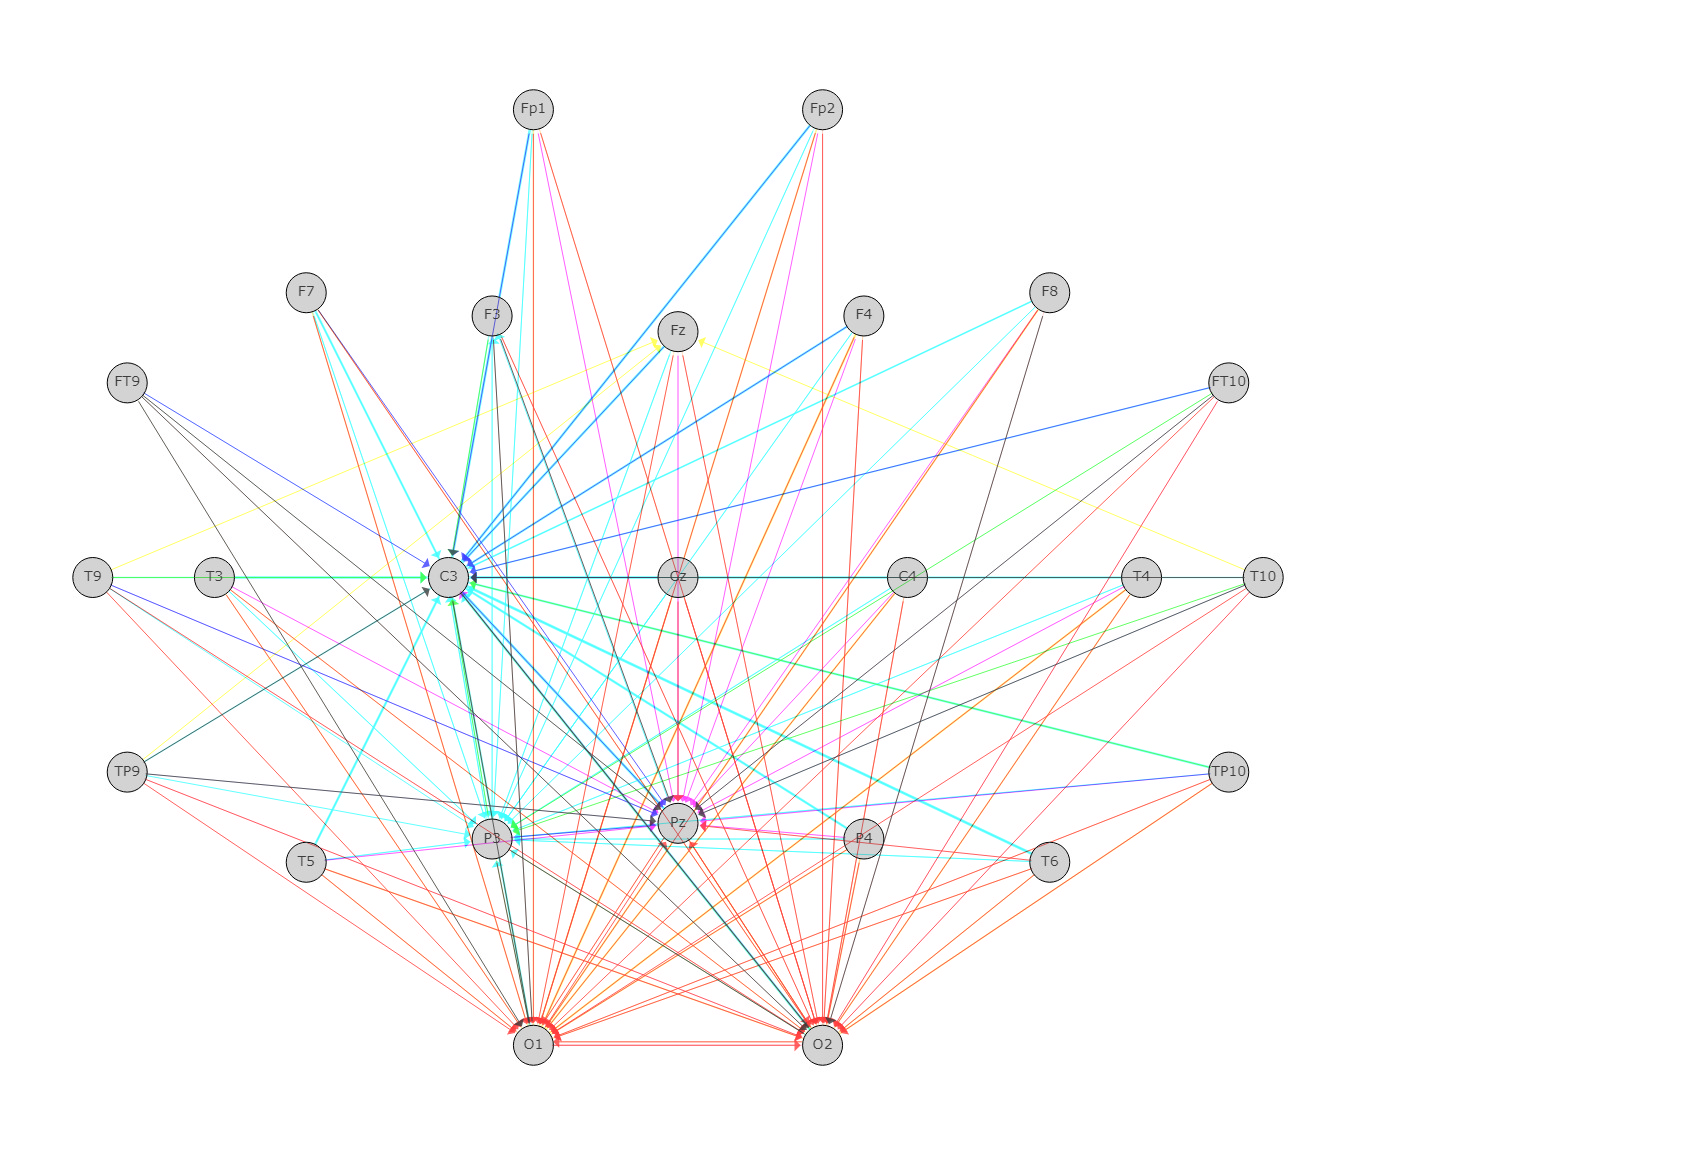 Fp1 Fp2
F7 F3 Fz F4 F8
FT9 FT10
T9 T3 C3 Cz C4 T4 T10
TP9 TP10
T5 P3 Pz P4 T6
O1 O2